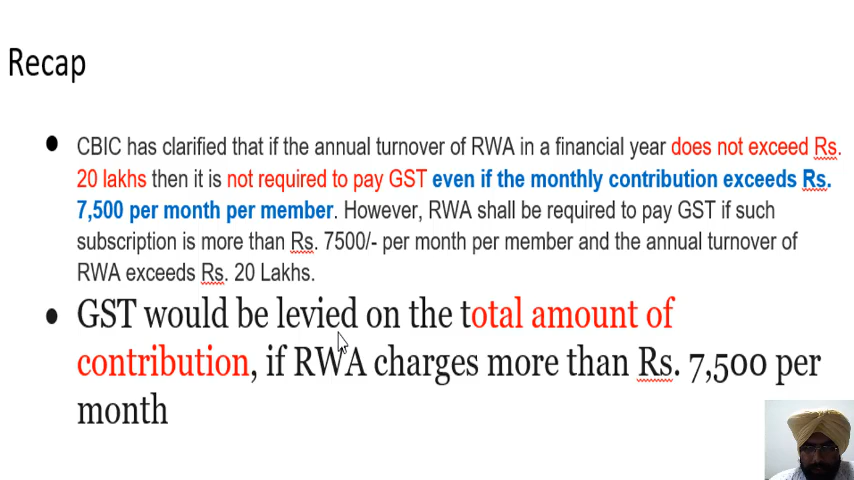 Recap
CBIC has clarified that if the annual turnover of RWA in a financial year does not exceed Rs.
20 lakhs then it is not required to pay GST even if the monthly contribution exceeds Rs.
7,500 per month per member. However, RWA shall be required to pay GST if such
subscription is more than Rs. 7500/- per month per member and the annual turnover of
RWA exceeds Rs. 20 Lakhs.
GST would be levied on the total amount of
contribution, if RWA charges more than Rs. 7,500 per
month